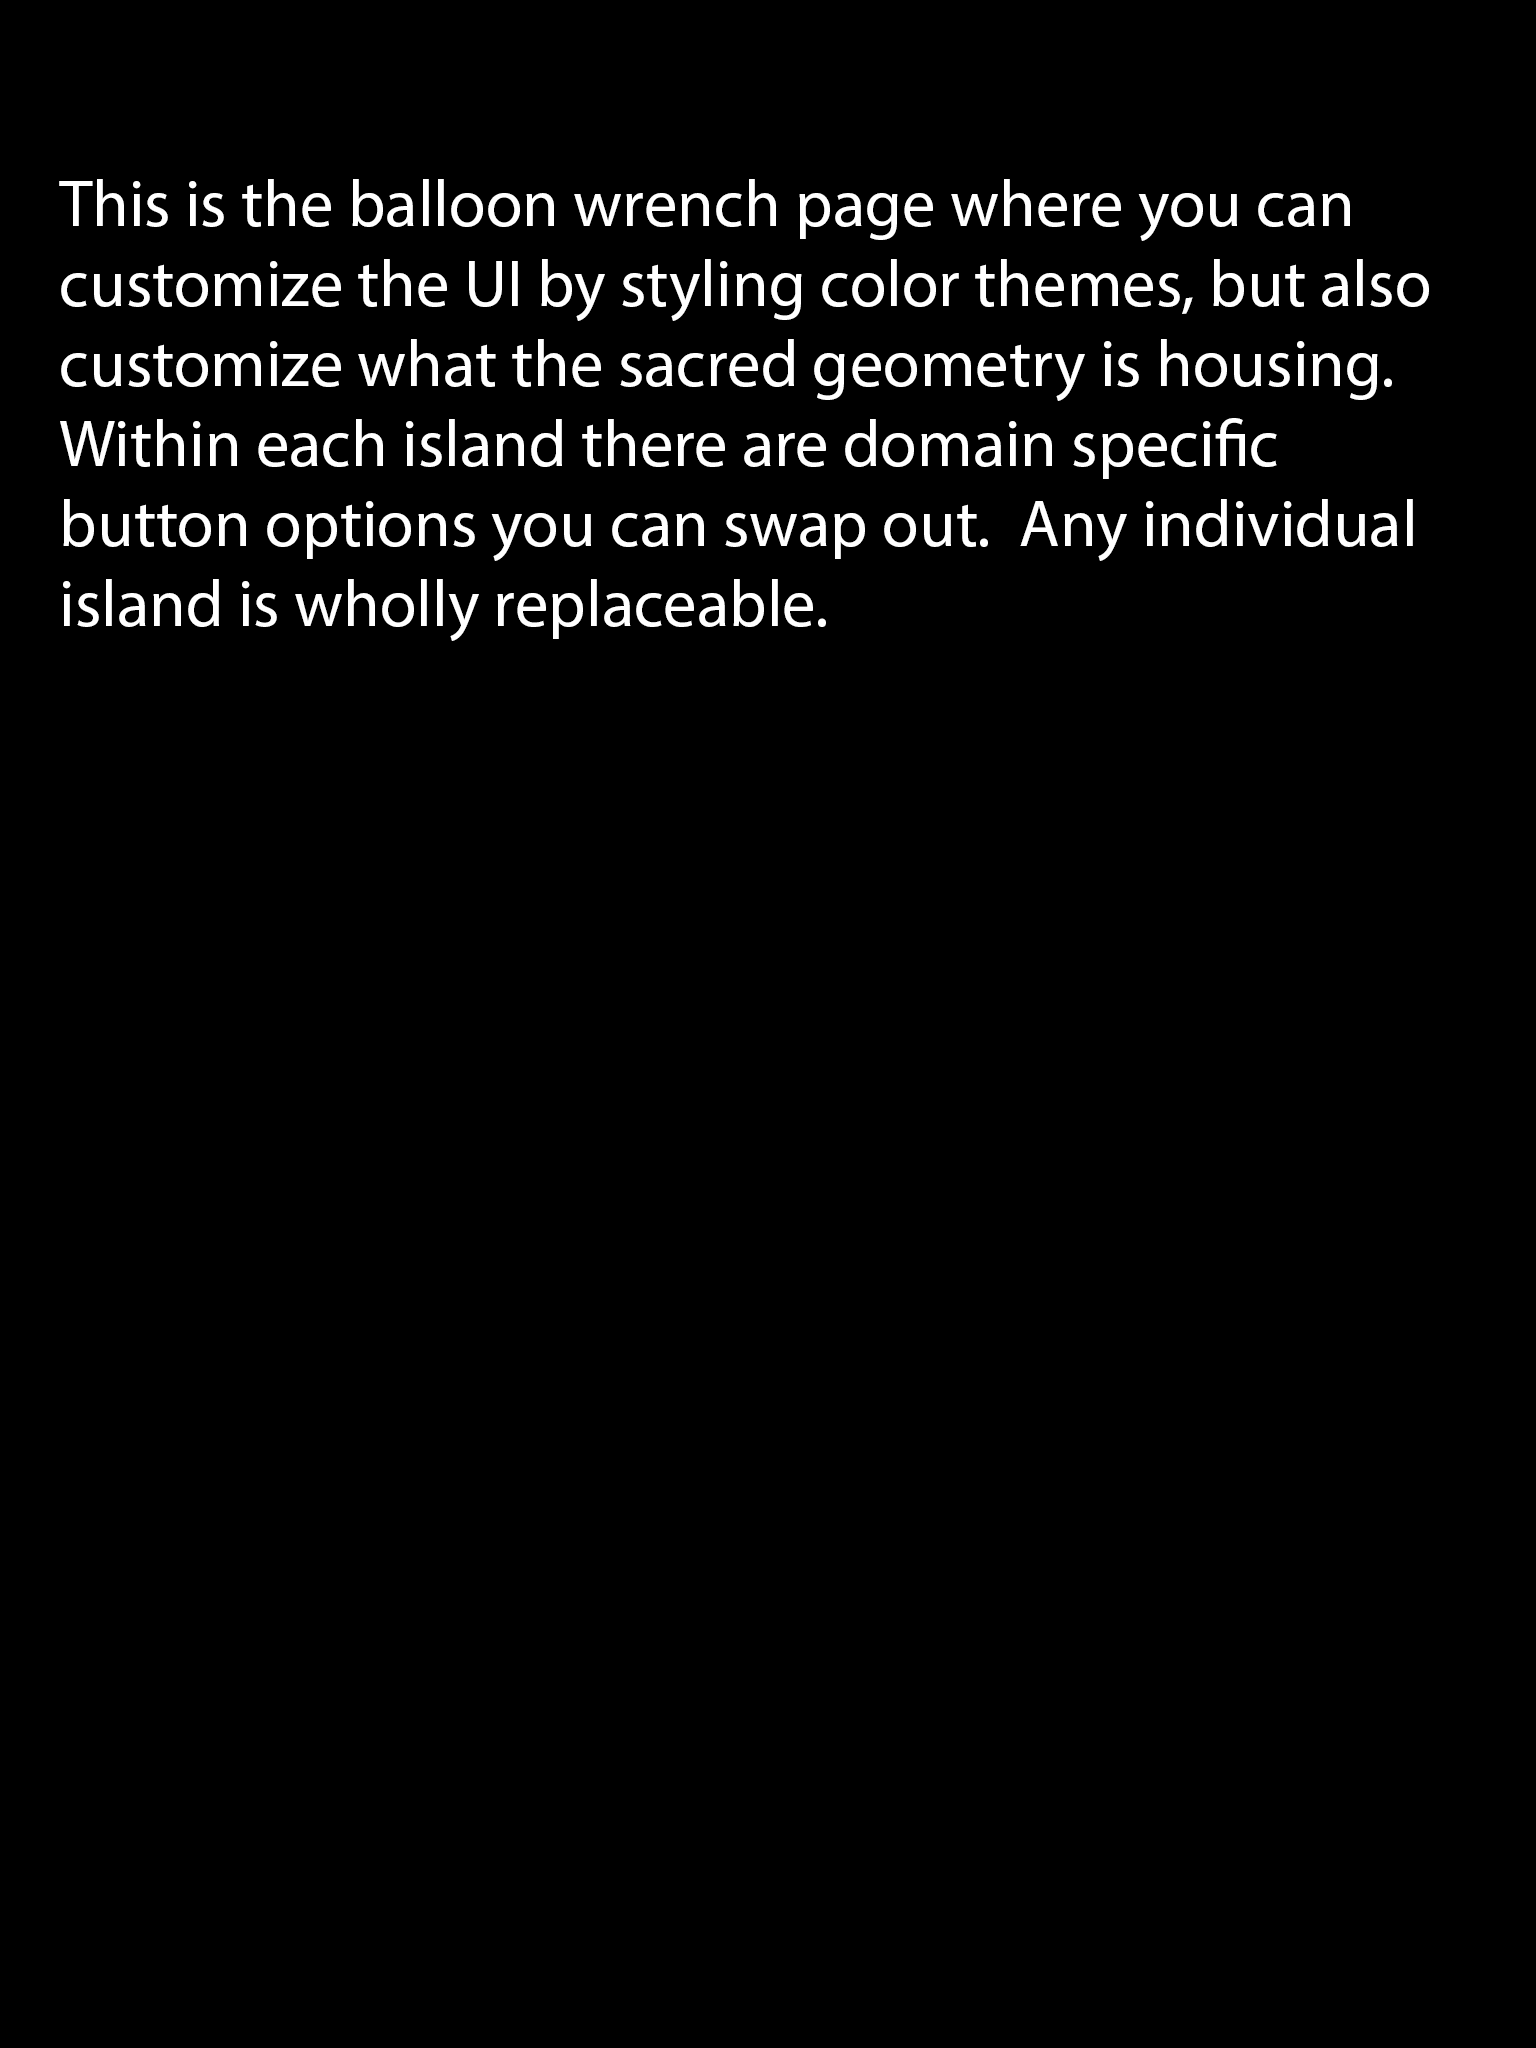 This is the balloon wrench page where you can
customize the UI by styling color themes, but also
customize what the sacred geometry is housing.
Within each island there are domain specific
button options you can swap out.  Any individual
island is wholly replaceable.